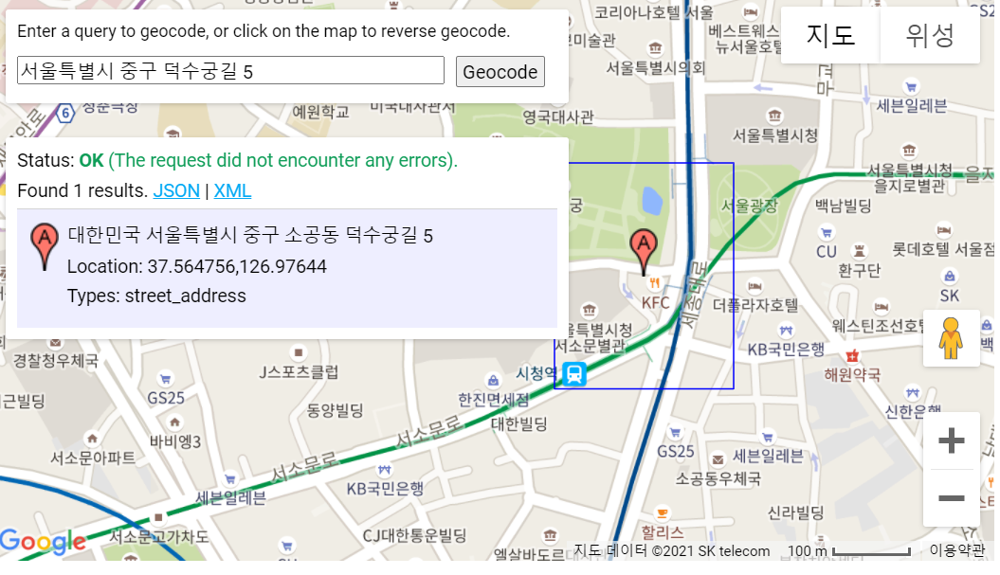 Enter a query to geocode, or click on the map to reverse geocode.
서울특별시 중구 덕수궁길 5
Geocode
Status: OK (The request did not encounter any errors).
Found 1 results. JSON | XML
A
대한민국 서울특별시 중구 소공동 덕수궁길 5
Location: 37.564756,126.97644
Types: street_address
지도
위성
코리아나호텔
서울
베스트웨스
뉴서울호텔
서울특별시의회
세븐일레븐
6
예원학교
미국대사관저
영국대사관
서울특별시청
서울특별시청
을지로별관
서울광장
백남빌딩
A
CU
환구단
롯데호텔 서울점
KFC
세종대로
더플라자호텔
SK
웨스틴조선호텔
서소문별관
KB국민은행
해원약국
경찰청우체국
J스포츠클럽
시청역
GS25
한진면세점
대한빌딩
동양빌딩
신한은행
바비엥3
서소문로
서소문아파트
GS25
세븐일레븐
서소문로
소공동우체국
KB국민은행
세븐일레븐
신라빌딩
서소문고가차도
CJ대한통운빌딩
할리스
Google
지도 데이터 ©2021 SK telecom
100 m
이용약관